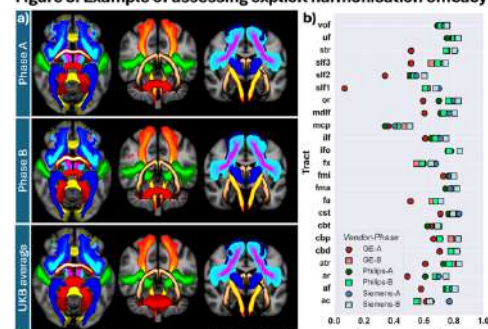 Figure 3. Example of assessing explicit harmonisation efficacy
a)
b)
Phase A
Phase B
UKB average
Tract
vof
uf
str
slf3
slf2
slf1
or
mdlf
mcp
ilf
ifo
fx
fmi
fma
fa
cst
cbt
cbp
cbd
atr
ar
af
ac
Vendor-Phase
GE-A
GE-B
Philips-A
Philips-B
Siemens-A
Siemens-B
0.0 0.2 0.4 0.6 0.8 1.0